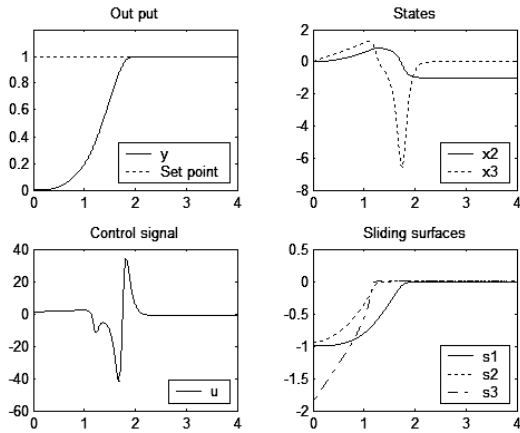 Out put
1
0.8
0.6
0.4
0.2
0
0 1 2 3 4
y
Set point
States
2
0
-2
-4
-6
-8
0 1 2 3 4
x2
x3
Control signal
40
20
0
-20
-40
-60
0 1 2 3 4
u
Sliding surfaces
0.5
0
-0.5
-1
-1.5
-2
0 1 2 3 4
s1
s2
s3